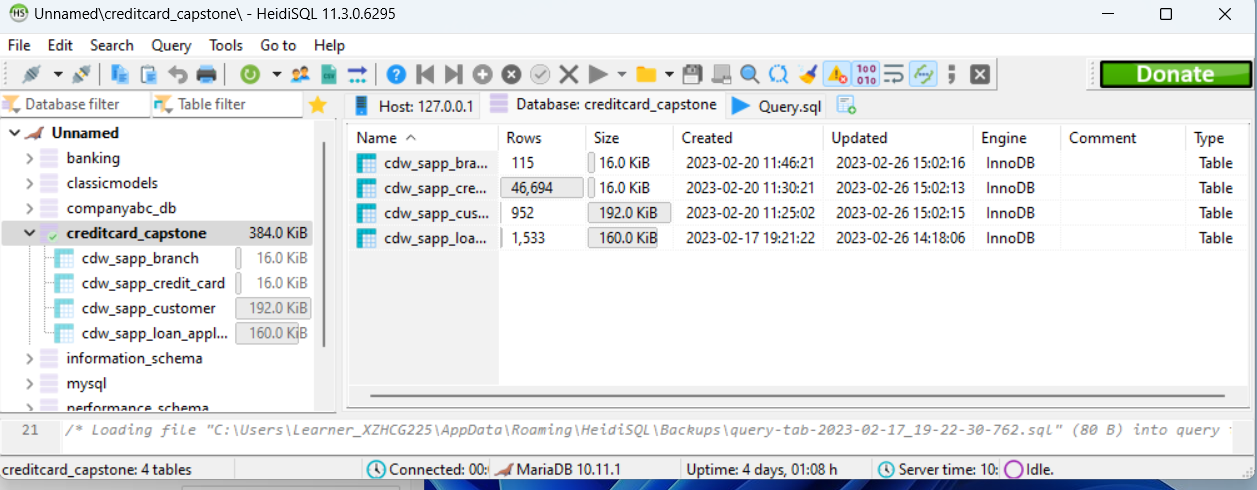 Unnamed\creditcard_capstone\ - HeidiSQL 11.3.0.6295
File Edit Search Query Tools Go to Help
Donate
Database filter Table filter Host: 127.0.0.1 Database: creditcard_capstone Query.sql
Unnamed
banking
classicmodels
companyabc_db
creditcard_capstone 384.0 KiB
cdw_sapp_branch 16.0 KiB
cdw_sapp_credit_card 16.0 KiB
cdw_sapp_customer 192.0 KiB
cdw_sapp_loan_appl... 160.0 KiB
information_schema
mysql
performance_schema
Name Rows Size Created Updated Engine Comment Type
cdw_sapp_bra... 115 16.0 KiB 2023-02-20 11:46:21 2023-02-26 15:02:16 InnoDB Table
cdw_sapp_cre... 46,694 16.0 KiB 2023-02-20 11:30:21 2023-02-26 15:02:13 InnoDB Table
cdw_sapp_cus... 952 192.0 KiB 2023-02-20 11:25:02 2023-02-26 15:02:15 InnoDB Table
cdw_sapp_loa... 1,533 160.0 KiB 2023-02-17 19:21:22 2023-02-26 14:18:06 InnoDB Table
21 /* Loading file "C:\Users\Learner_XZHCG225\AppData\Roaming\HeidiSQL\Backups\query-tab-2023-02-17_19-22-30-762.sql" (80 B) into query
creditcard_capstone: 4 tables Connected: 00: MariaDB 10.11.1 Uptime: 4 days, 01:08 h Server time: 10: Idle.